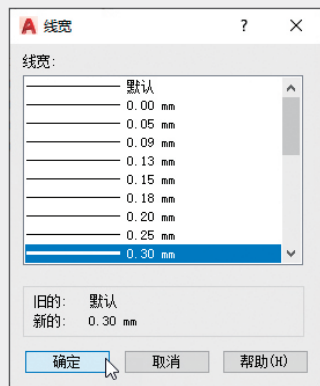 A 线宽 ? ×
线宽:
默认
0.00 mm
0.05 mm
0.09 mm
0.13 mm
0.15 mm
0.18 mm
0.20 mm
0.25 mm
0.30 mm
旧的: 默认
新的: 0.30 mm
确定 取消 帮助(H)